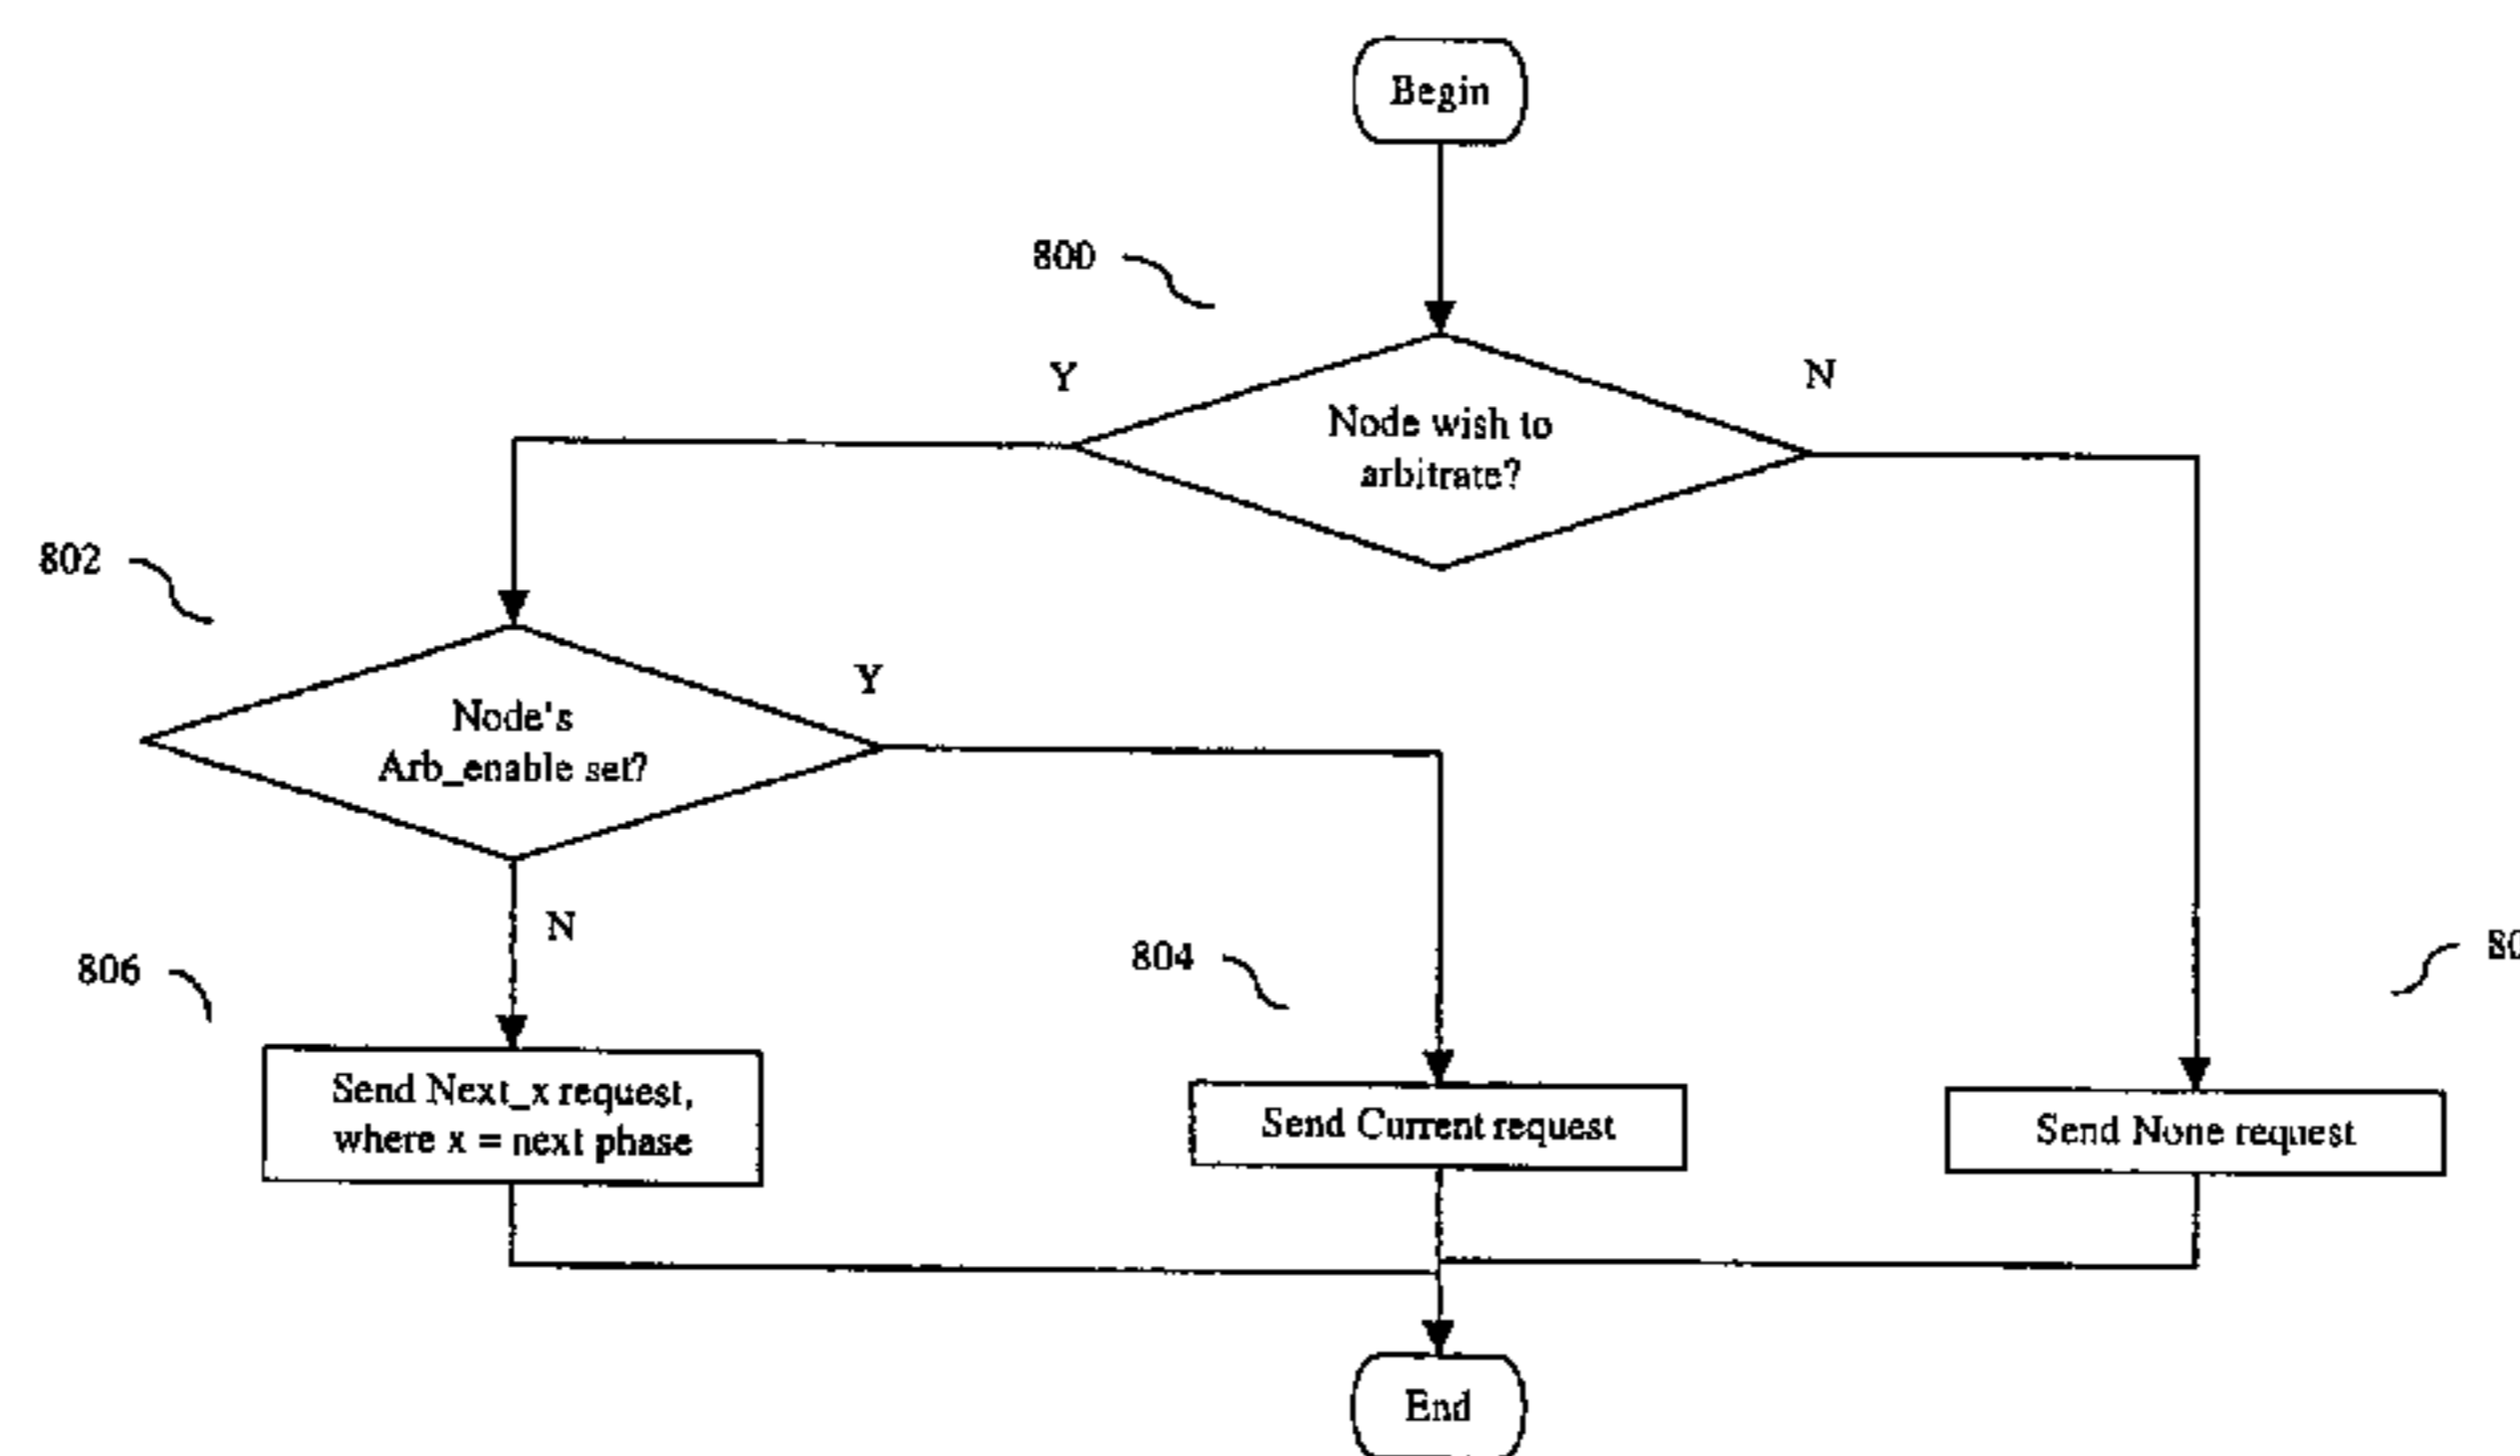 Begin
800
Y
N
Node wish to
arbitrate?
802
Y
Node's
Arb_enable set?
N
806
804
Send Next_x request,
where x = next phase
Send Current request
Send None request
End